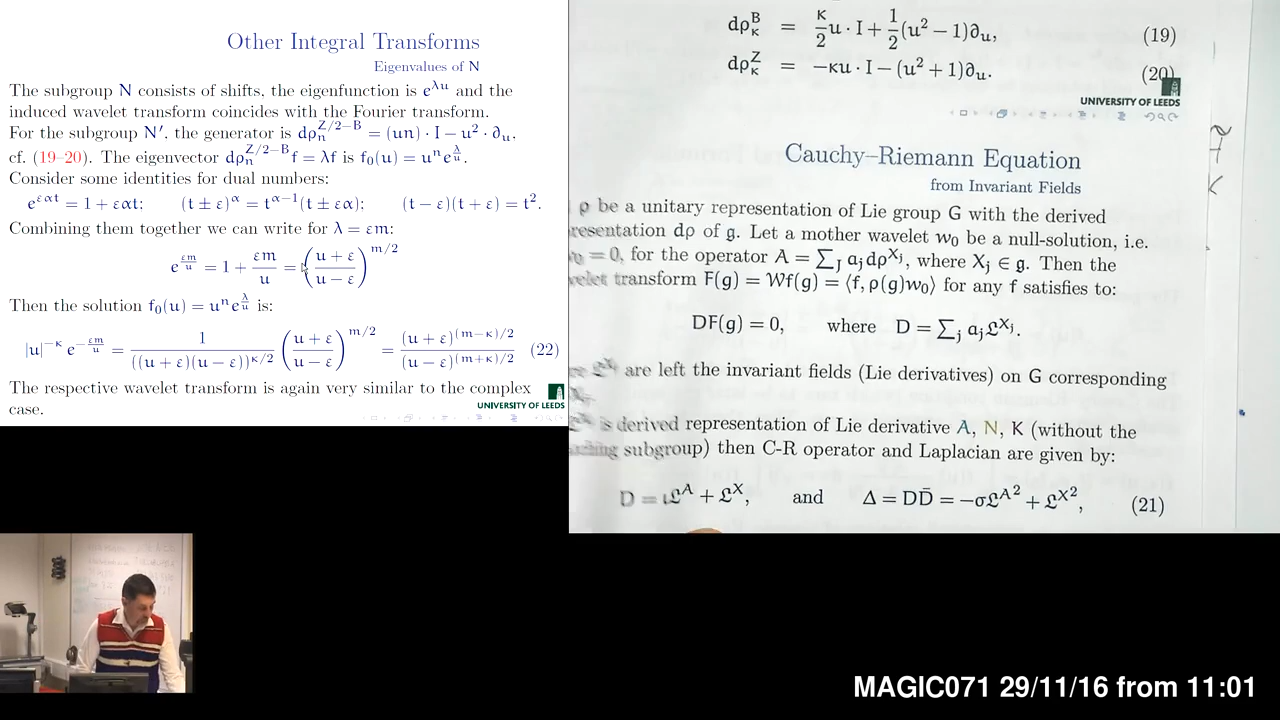 Other Integral Transforms
Eigenvalues of N
The subgroup N consists of shifts, the eigenfunction is e^{λu} and the
induced wavelet transform coincides with the Fourier transform.
For the subgroup N′, the generator is dρ_n^{Z/2−B} = (un) · I − u² · ∂_u,
cf. (19–20). The eigenvector dρ_n^{Z/2−B} f = λf is f₀(u) = uⁿe^{λ/u}.
Consider some identities for dual numbers:
e^{εαt} = 1 + εαt; (t ± ε)^α = t^{α−1}(t ± εα); (t − ε)(t + ε) = t².
Combining them together we can write for λ = εm:
e^{εm/u} = 1 + εm/u = ((u + ε)/(u − ε))^{m/2}
Then the solution f₀(u) = uⁿe^{λ/u} is:
|u|^{−κ} e^{−εm/u} = 1/((u + ε)(u − ε))^{κ/2} ((u + ε)/(u − ε))^{m/2} = (u + ε)^{(m−κ)/2}/(u − ε)^{(m+κ)/2} (22)
The respective wavelet transform is again very similar to the complex
case.
UNIVERSITY OF LEEDS
dρ_κ^B = κ/2 u · I + 1/2 (u² − 1)∂_u, (19)
dρ_κ^Z = −κu · I − (u² + 1)∂_u. (20)
UNIVERSITY OF LEEDS
Cauchy–Riemann Equation
from Invariant Fields
ρ be a unitary representation of Lie group G with the derived
dρ of g. Let a mother wavelet w₀ be a null-solution, i.e.
= 0, for the operator A = ∑_J a_j dρ^{X_j}, where X_j ∈ g. Then the
transform F(g) = Wf(g) = ⟨f, ρ(g)w₀⟩ for any f satisfies to:
DF(g) = 0, where D = ∑_j a_j 𝔏^{X_j}.
are left the invariant fields (Lie derivatives) on G corresponding
is derived representation of Lie derivative A, N, K (without the
subgroup) then C-R operator and Laplacian are given by:
D = ι𝔏^A + 𝔏^X, and Δ = DD̄ = −σ𝔏^{A 2} + 𝔏^{X 2}, (21)
MAGIC071 29/11/16 from 11:01